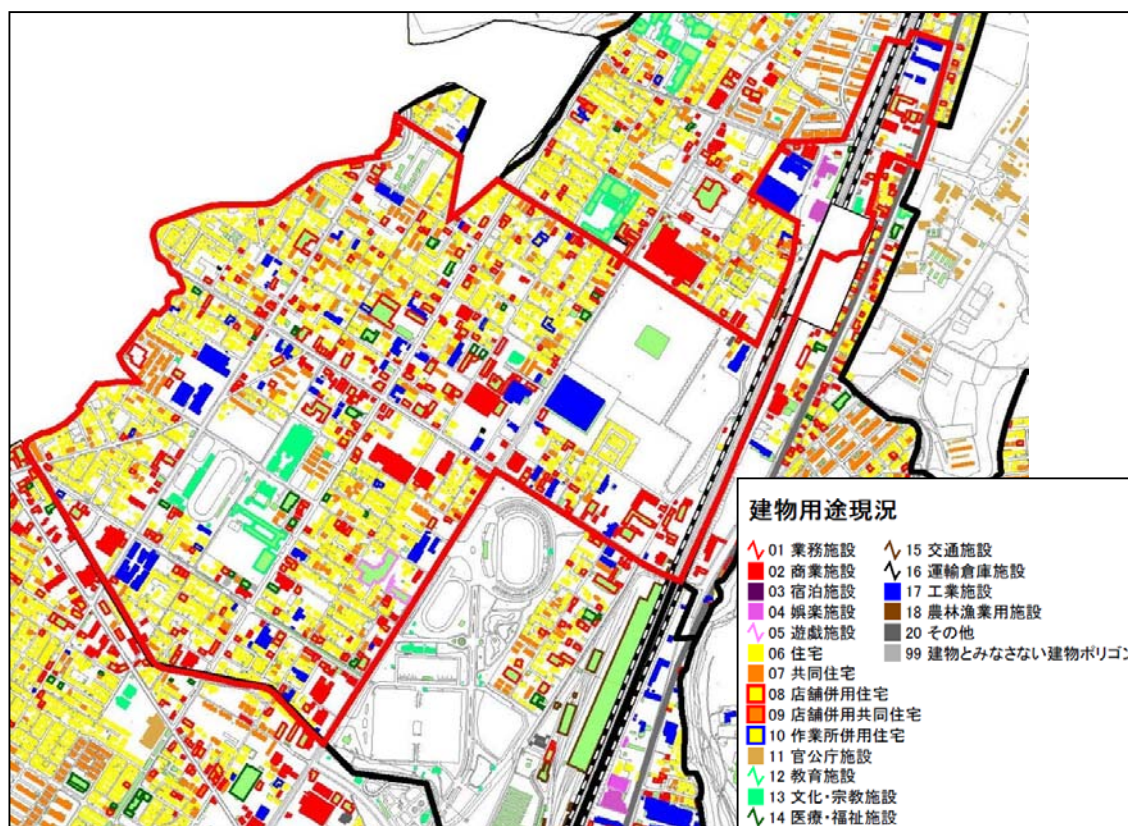 建物用途現況
01 業務施設
02 商業施設
03 宿泊施設
04 娯楽施設
05 遊戯施設
06 住宅
07 共同住宅
08 店舗併用住宅
09 店舗併用共同住宅
10 作業所併用住宅
11 官公庁施設
12 教育施設
13 文化・宗教施設
14 医療・福祉施設
15 交通施設
16 運輸倉庫施設
17 工業施設
18 農林漁業用施設
20 その他
99 建物とみなさない建物ポリゴン